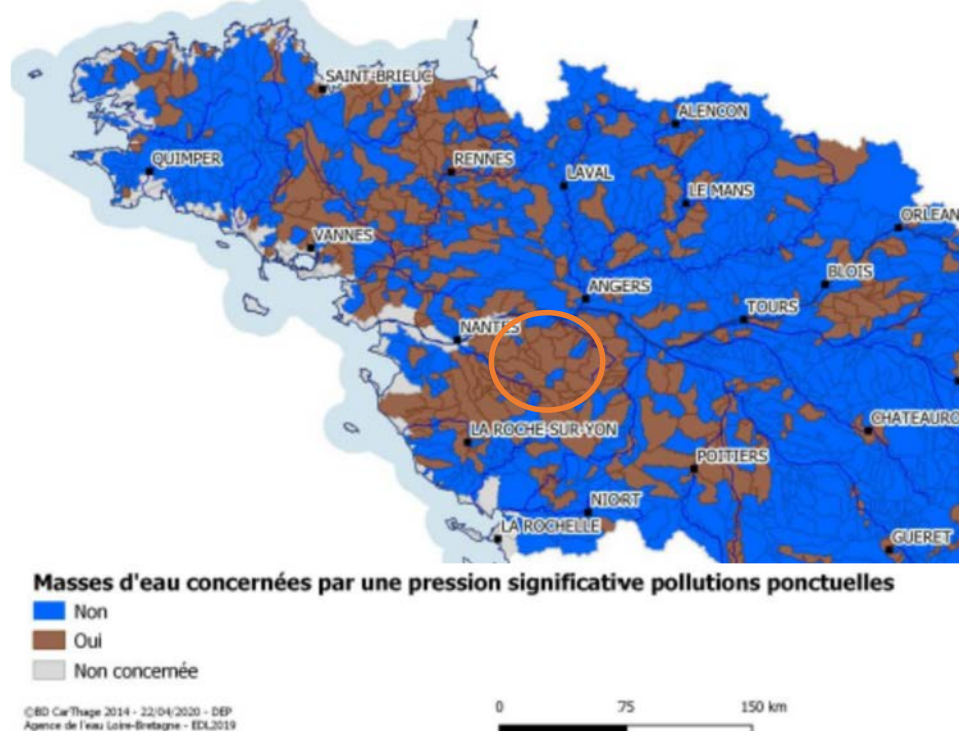 SAINT-BRIEUC
ALENCON
QUIMPER
RENNES
LAVAL
LE MANS
ORLEAN
VANNES
BLOIS
ANGERS
TOURS
NANTES
CHATEAURO
LA ROCHE-SUR-YON
POITIERS
NIORT
LA ROCHELLE
GUERET
Masses d'eau concernées par une pression significative pollutions ponctuelles
Non
Oui
Non concernée
©BD CarThage 2014 - 22/04/2020 - DEP
Agence de l'eau Loire-Bretagne - EDL2019
0 75 150 km